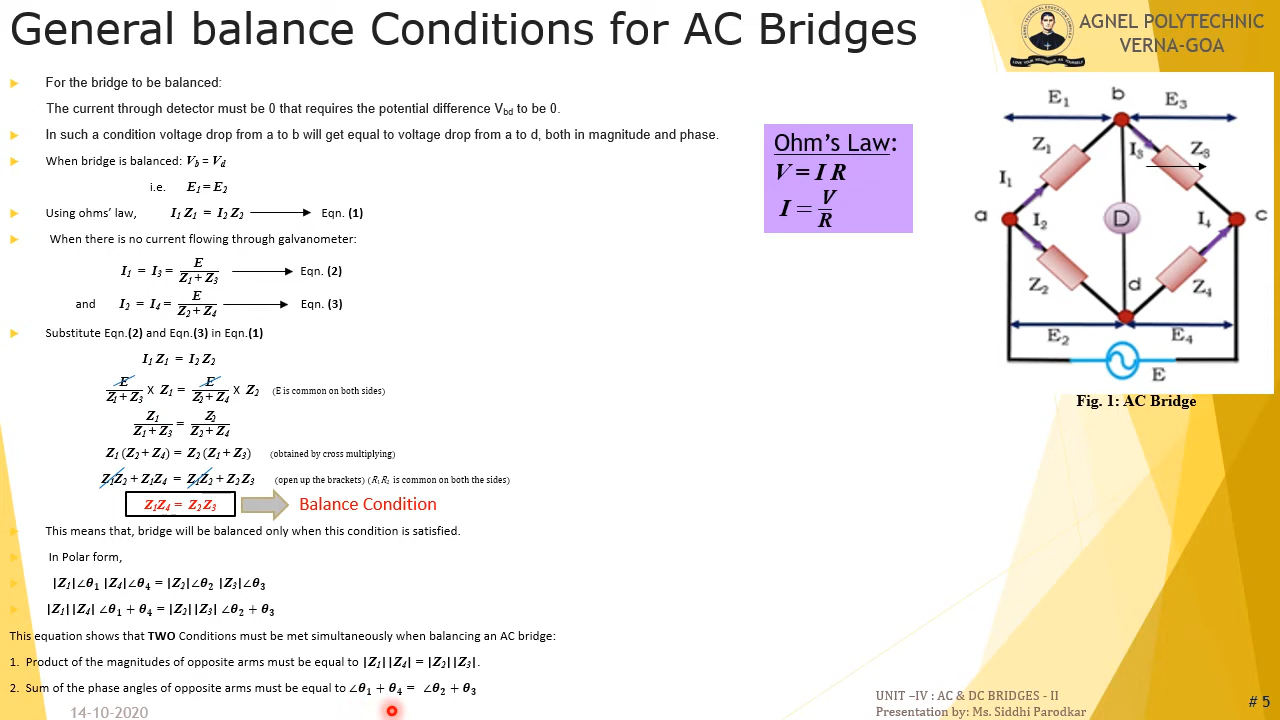 General balance Conditions for AC Bridges
AGNEL POLYTECHNIC
VERNA-GOA
For the bridge to be balanced:
The current through detector must be 0 that requires the potential difference V_bd to be 0.
In such a condition voltage drop from a to b will get equal to voltage drop from a to d, both in magnitude and phase.
When bridge is balanced: V_b = V_d
i.e. E₁ = E₂
Using ohms’ law, I₁ Z₁ = I₂ Z₂ Eqn. (1)
When there is no current flowing through galvanometer:
I₁ = I₃ = E / (Z₁ + Z₃) Eqn. (2)
and I₂ = I₄ = E / (Z₂ + Z₄) Eqn. (3)
Substitute Eqn.(2) and Eqn.(3) in Eqn.(1)
I₁ Z₁ = I₂ Z₂
E / (Z₁ + Z₃) X Z₁ = E / (Z₂ + Z₄) X Z₂ (E is common on both sides)
Z₁ / (Z₁ + Z₃) = Z₂ / (Z₂ + Z₄)
Z₁ (Z₂ + Z₄) = Z₂ (Z₁ + Z₃) (obtained by cross multiplying)
Z₁Z₂ + Z₁Z₄ = Z₁Z₂ + Z₂Z₃ (open up the brackets) (R₁R₂ is common on both the sides)
Z₁Z₄ = Z₂Z₃ Balance Condition
This means that, bridge will be balanced only when this condition is satisfied.
In Polar form,
|Z₁|∠θ₁ |Z₄|∠θ₄ = |Z₂|∠θ₂ |Z₃|∠θ₃
|Z₁||Z₄| ∠θ₁ + θ₄ = |Z₂||Z₃| ∠θ₂ + θ₃
This equation shows that TWO Conditions must be met simultaneously when balancing an AC bridge:
1. Product of the magnitudes of opposite arms must be equal to |Z₁||Z₄| = |Z₂||Z₃|.
2. Sum of the phase angles of opposite arms must be equal to ∠θ₁ + θ₄ = ∠θ₂ + θ₃
14-10-2020
Ohm’s Law:
V = I R
I = V / R
E₁ b E₃
Z₁ I₃ Z₃
I₁
a I₂ D I₄ c
Z₂ d Z₄
E₂ E₄
E
Fig. 1: AC Bridge
UNIT –IV : AC & DC BRIDGES - II
Presentation by: Ms. Siddhi Parodkar
# 5